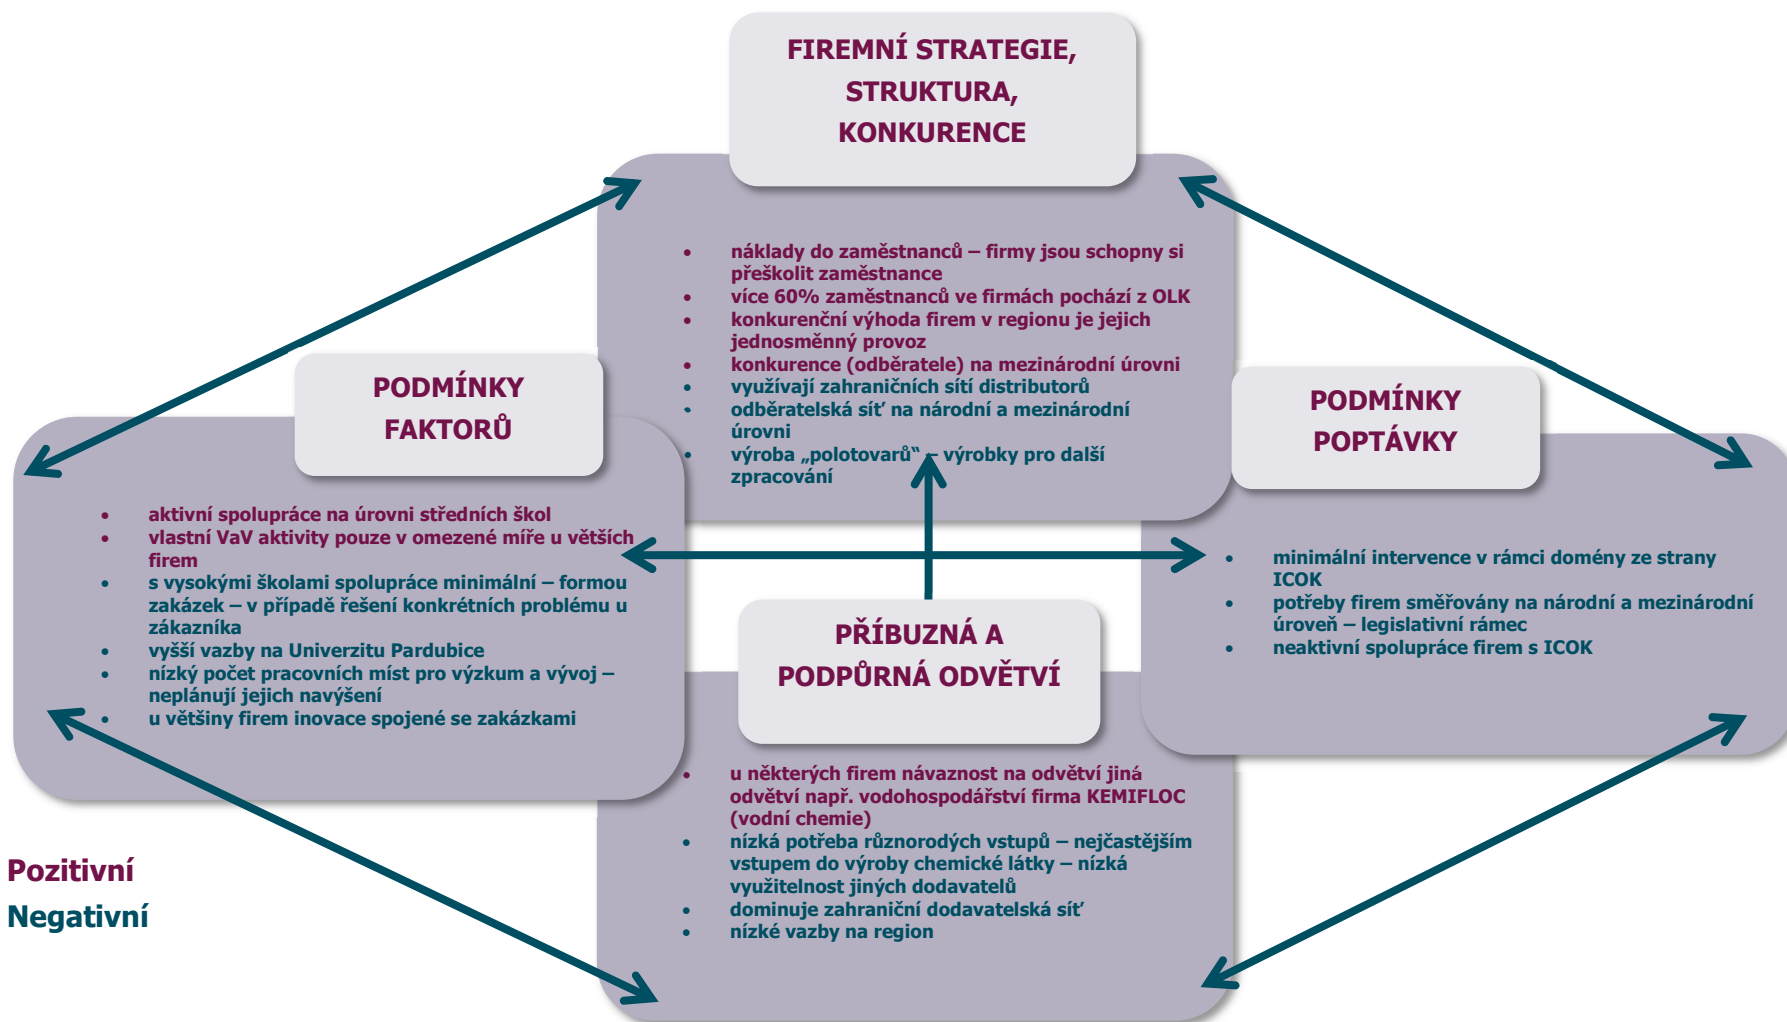 FIREMNÍ STRATEGIE,
STRUKTURA,
KONKURENCE
• náklady do zaměstnanců – firmy jsou schopny si
přeškolit zaměstnance
• více 60% zaměstnanců ve firmách pochází z OLK
• konkurenční výhoda firem v regionu je jejich
jednosměnný provoz
• konkurence (odběratele) na mezinárodní úrovni
• využívají zahraničních sítí distributorů
• odběratelská síť na národní a mezinárodní
úrovni
• výroba „polotovarů“ – výrobky pro další
zpracování
PODMÍNKY
FAKTORŮ
• aktivní spolupráce na úrovni středních škol
• vlastní VaV aktivity pouze v omezené míře u větších
firem
• s vysokými školami spolupráce minimální – formou
zakázek – v případě řešení konkrétních problému u
zákazníka
• vyšší vazby na Univerzitu Pardubice
• nízký počet pracovních míst pro výzkum a vývoj –
neplánují jejich navýšení
• u většiny firem inovace spojené se zakázkami
PODMÍNKY
POPTÁVKY
• minimální intervence v rámci domény ze strany
ICOK
• potřeby firem směřovány na národní a mezinárodní
úroveň – legislativní rámec
• neaktivní spolupráce firem s ICOK
PŘÍBUZNÁ A
PODPŮRNÁ ODVĚTVÍ
• u některých firem návaznost na odvětví jiná
odvětví např. vodohospodářství firma KEMIFLOC
(vodní chemie)
• nízká potřeba různorodých vstupů – nejčastějším
vstupem do výroby chemické látky – nízká
využitelnost jiných dodavatelů
• dominuje zahraniční dodavatelská síť
• nízké vazby na region
Pozitivní
Negativní